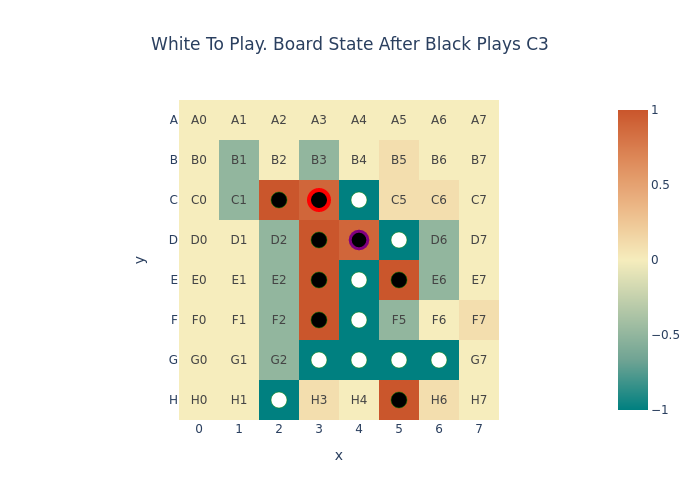 White To Play. Board State After Black Plays C3
A A0 A1 A2 A3 A4 A5 A6 A7
B B0 B1 B2 B3 B4 B5 B6 B7
C C0 C1 C5 C6 C7
D D0 D1 D2 D6 D7
E E0 E1 E2 E6 E7
F F0 F1 F2 F5 F6 F7
G G0 G1 G2 G7
H H0 H1 H3 H4 H6 H7
0 1 2 3 4 5 6 7
x
y
1
0.5
0
−0.5
−1